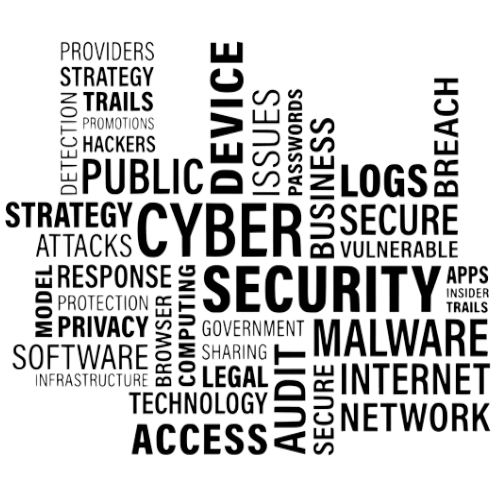 PROVIDERS
STRATEGY
TRAILS
PROMOTIONS
HACKERS
DETECTION
PUBLIC
DEVICE
ISSUES
PASSWORDS
BUSINESS
LOGS
BREACH
STRATEGY
CYBER
SECURE
ATTACKS
VULNERABLE
MODEL
RESPONSE
COMPUTING
SECURITY
APPS
INSIDER
TRAILS
PROTECTION
PRIVACY
BROWSER
GOVERNMENT
MALWARE
SOFTWARE
SHARING
AUDIT
INFRASTRUCTURE
LEGAL
SECURE
INTERNET
TECHNOLOGY
NETWORK
ACCESS